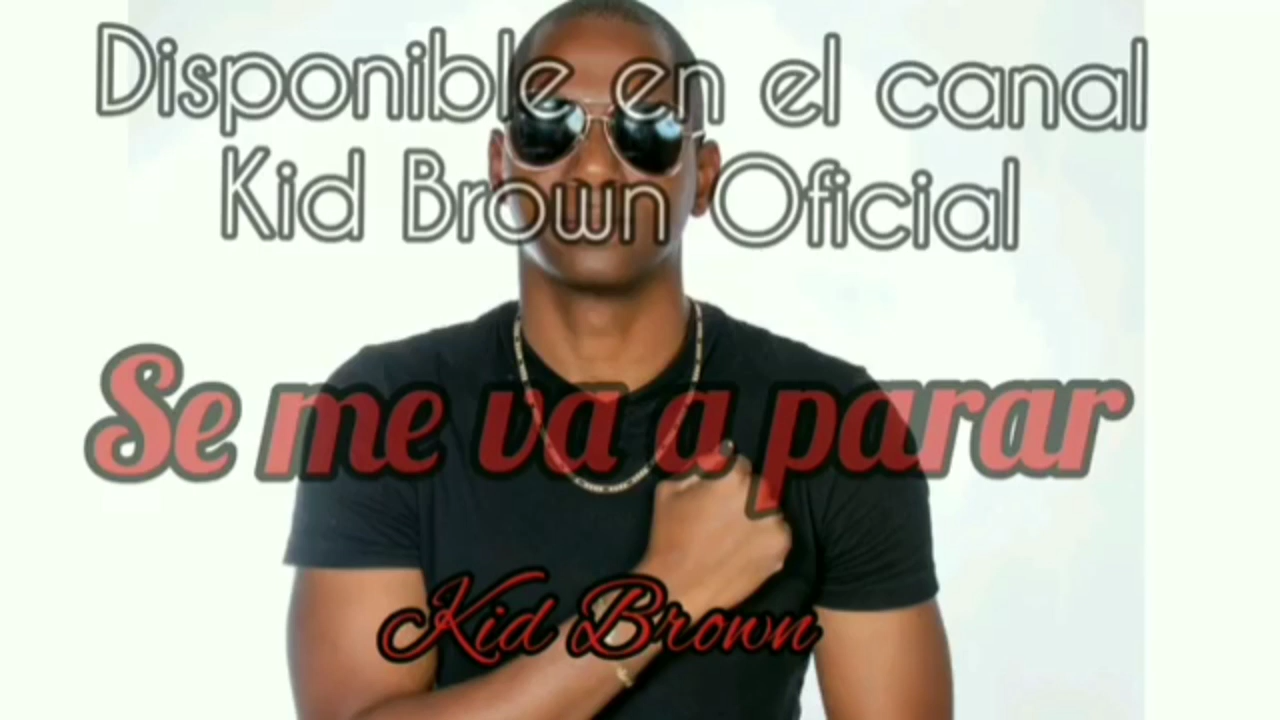 Disponible en el canal
Kid Brown Oficial
Se me va a parar
Kid Brown